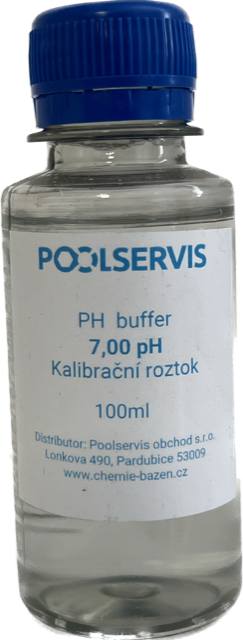 POOLSERVIS
PH buffer
7,00 pH
Kalibrační roztok
100ml
Distributor: Poolservis obchod s.r.o.
Lonkova 490, Pardubice 53009
www.chemie-bazen.cz